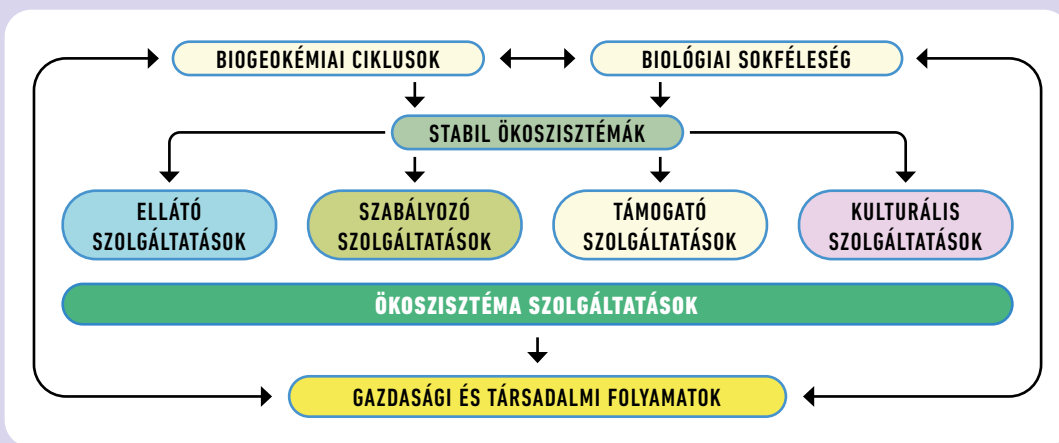 BIOGEOKÉMIAI CIKLUSOK
BIOLÓGIAI SOKFÉLESÉG
STABIL ÖKOSZISZTÉMÁK
ELLÁTÓ
SZOLGÁLTATÁSOK
SZABÁLYOZÓ
SZOLGÁLTATÁSOK
TÁMOGATÓ
SZOLGÁLTATÁSOK
KULTURÁLIS
SZOLGÁLTATÁSOK
ÖKOSZISZTÉMA SZOLGÁLTATÁSOK
GAZDASÁGI ÉS TÁRSADALMI FOLYAMATOK